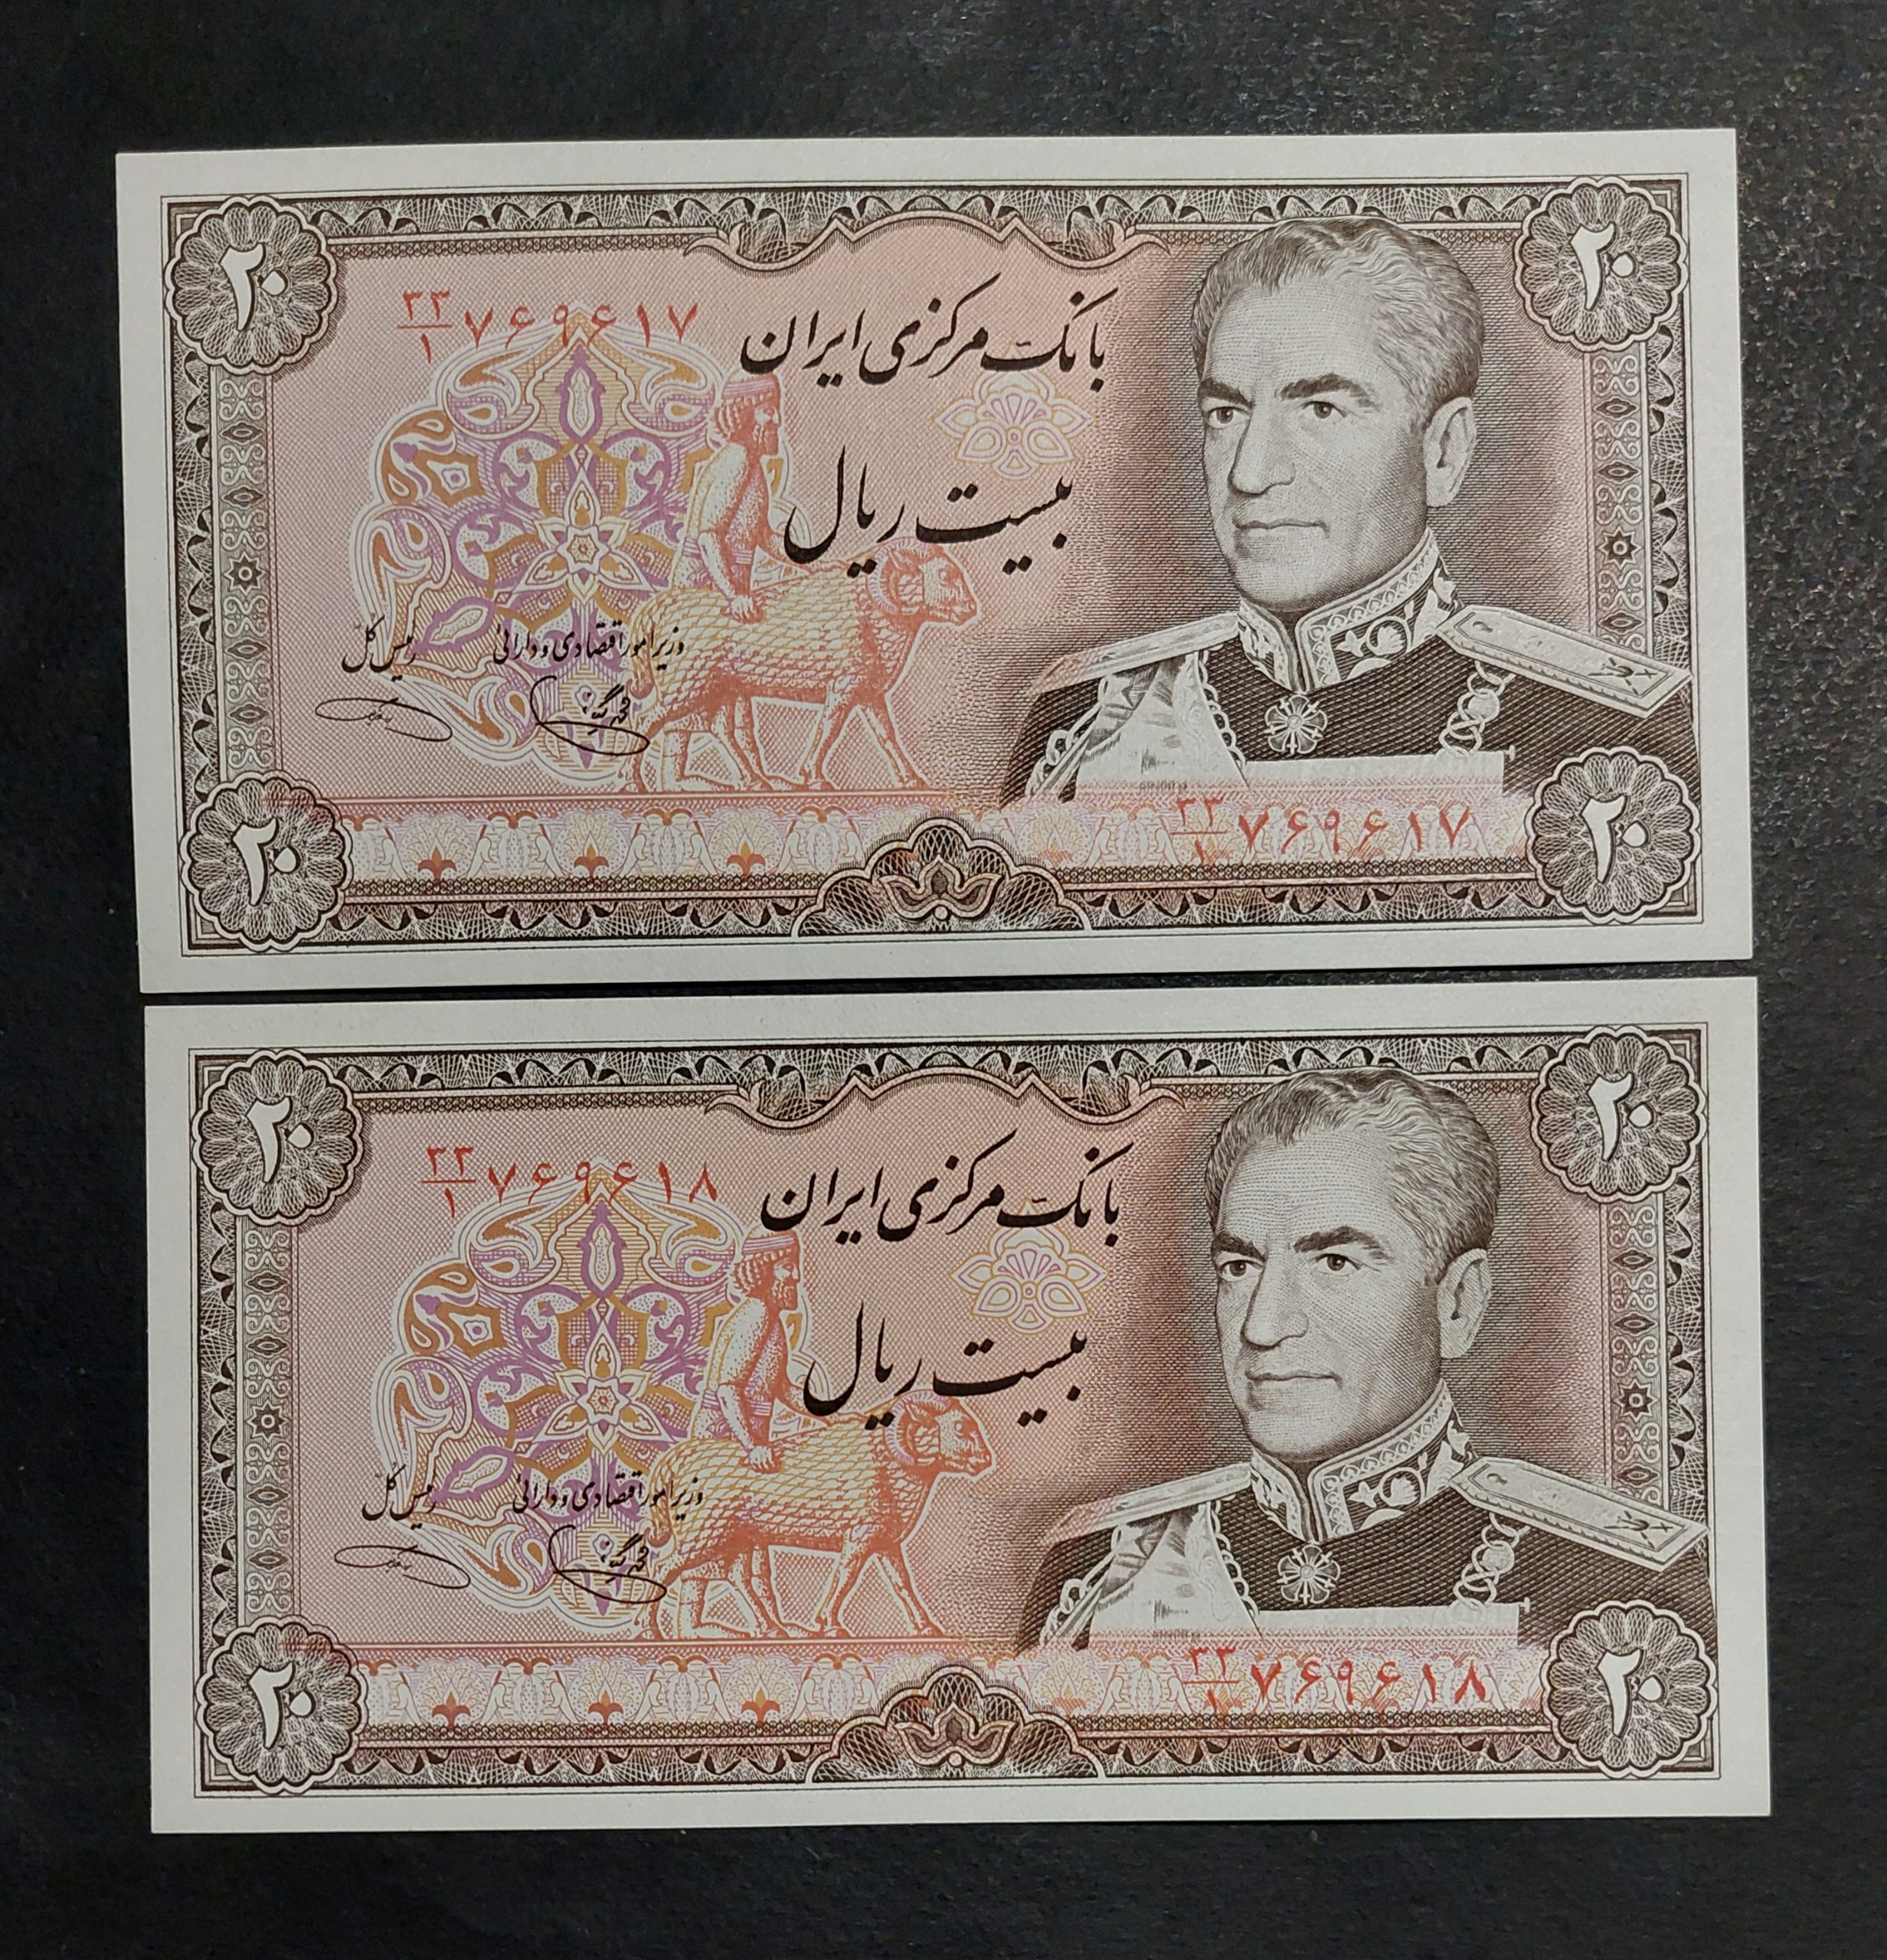 ۲۰
۲۰
۲۳/۱ ۷۶۹۶۱۷
بانک مرکزی ایران
بیست ریال
وزیر امور اقتصادی و دارائی
رئیس کل
۲۳/۱ ۷۶۹۶۱۷
۲۰
۲۰
۲۰
۲۰
۲۳/۱ ۷۶۹۶۱۸
بانک مرکزی ایران
بیست ریال
وزیر امور اقتصادی و دارائی
رئیس کل
۲۳/۱ ۷۶۹۶۱۸
۲۰
۲۰